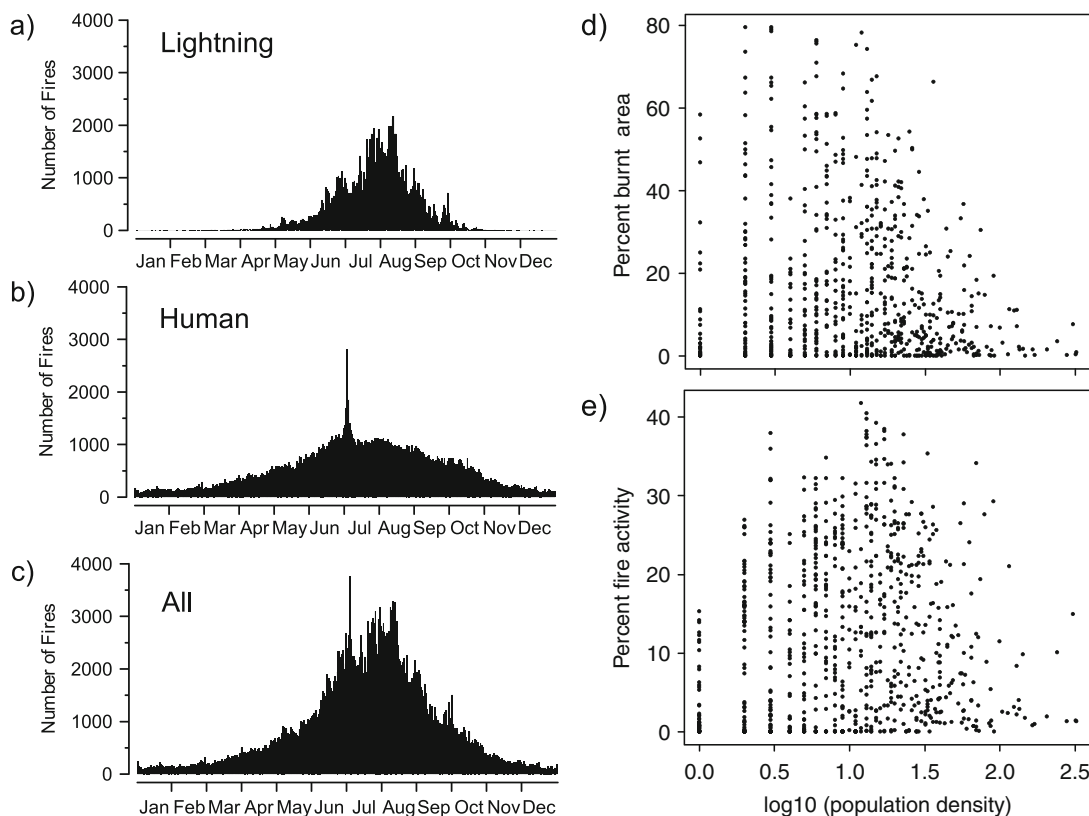 a)
Lightning
Number of Fires
4000
3000
2000
1000
0
Jan Feb Mar Apr May Jun Jul Aug Sep Oct Nov Dec
b)
Human
Number of Fires
4000
3000
2000
1000
0
Jan Feb Mar Apr May Jun Jul Aug Sep Oct Nov Dec
c)
All
Number of Fires
4000
3000
2000
1000
0
Jan Feb Mar Apr May Jun Jul Aug Sep Oct Nov Dec
d)
Percent burnt area
80
60
40
20
0
e)
Percent fire activity
40
30
20
10
0
0.0 0.5 1.0 1.5 2.0 2.5
log10 (population density)